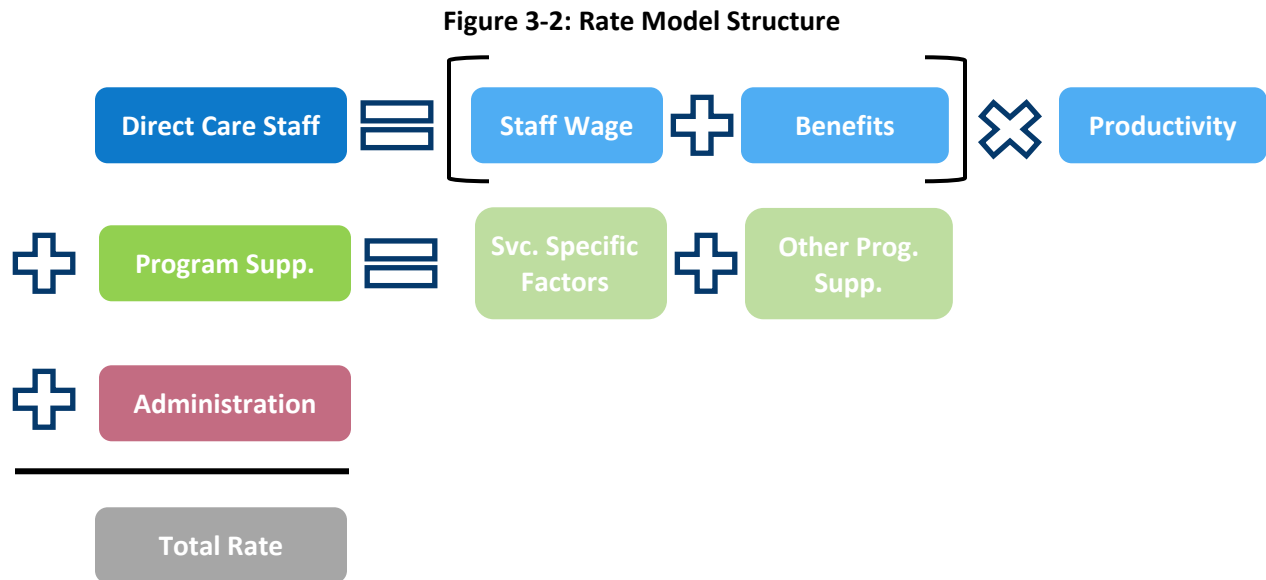 Figure 3-2: Rate Model Structure
Direct Care Staff
Staff Wage
Benefits
Productivity
Program Supp.
Svc. Specific
Factors
Other Prog.
Supp.
Administration
Total Rate